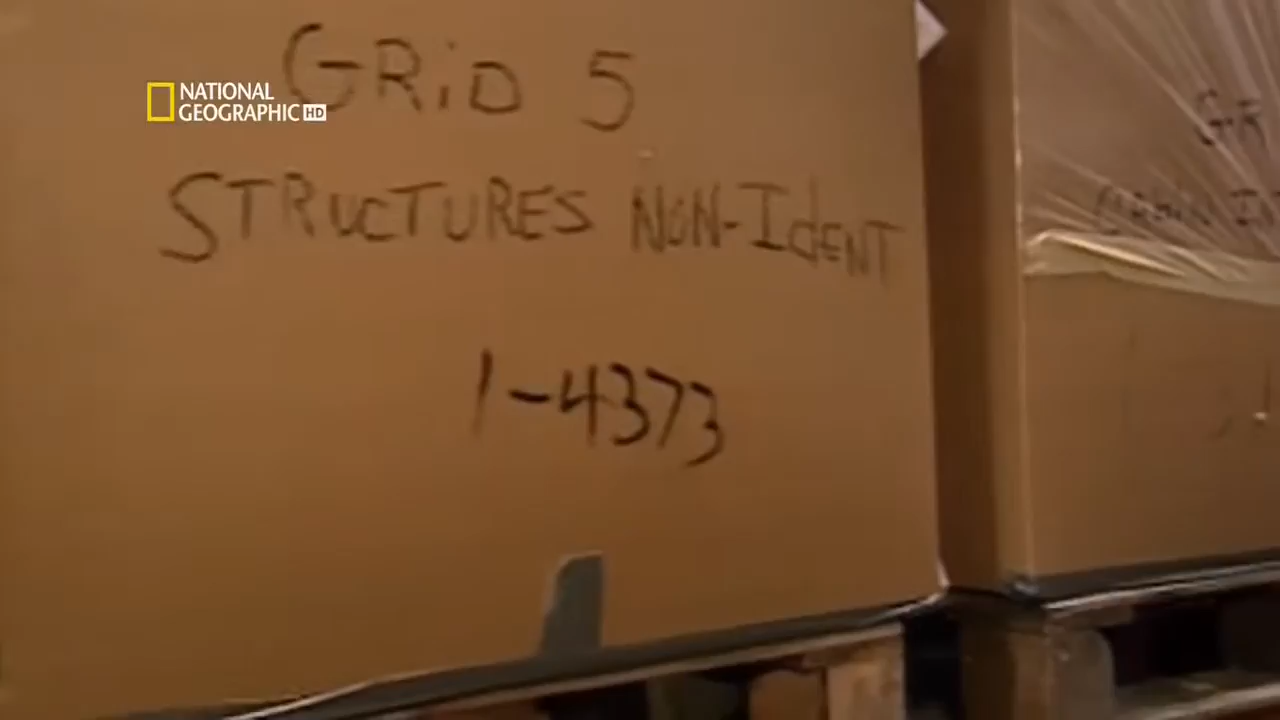 GRiD 5
NATIONAL
GEOGRAPHIC HD
STRUCTURES NON-IdENT
1-4373